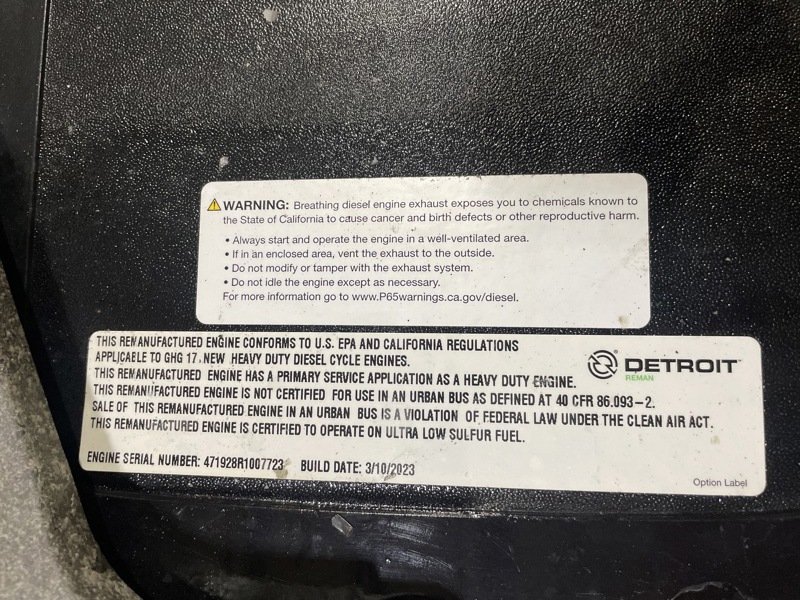 WARNING: Breathing diesel engine exhaust exposes you to chemicals known to
the State of California to cause cancer and birth defects or other reproductive harm.
• Always start and operate the engine in a well-ventilated area.
• If in an enclosed area, vent the exhaust to the outside.
• Do not modify or tamper with the exhaust system.
• Do not idle the engine except as necessary.
For more information go to www.P65warnings.ca.gov/diesel.
THIS REMANUFACTURED ENGINE CONFORMS TO U.S. EPA AND CALIFORNIA REGULATIONS
APPLICABLE TO GHG 17, NEW HEAVY DUTY DIESEL CYCLE ENGINES.
THIS REMANUFACTURED ENGINE HAS A PRIMARY SERVICE APPLICATION AS A HEAVY DUTY ENGINE.
THIS REMANUFACTURED ENGINE IS NOT CERTIFIED FOR USE IN AN URBAN BUS AS DEFINED AT 40 CFR 86.093-2.
SALE OF THIS REMANUFACTURED ENGINE IN AN URBAN BUS IS A VIOLATION OF FEDERAL LAW UNDER THE CLEAN AIR ACT.
THIS REMANUFACTURED ENGINE IS CERTIFIED TO OPERATE ON ULTRA LOW SULFUR FUEL.
DETROIT
REMAN
ENGINE SERIAL NUMBER: 471928R1007723 BUILD DATE: 3/10/2023
Option Label